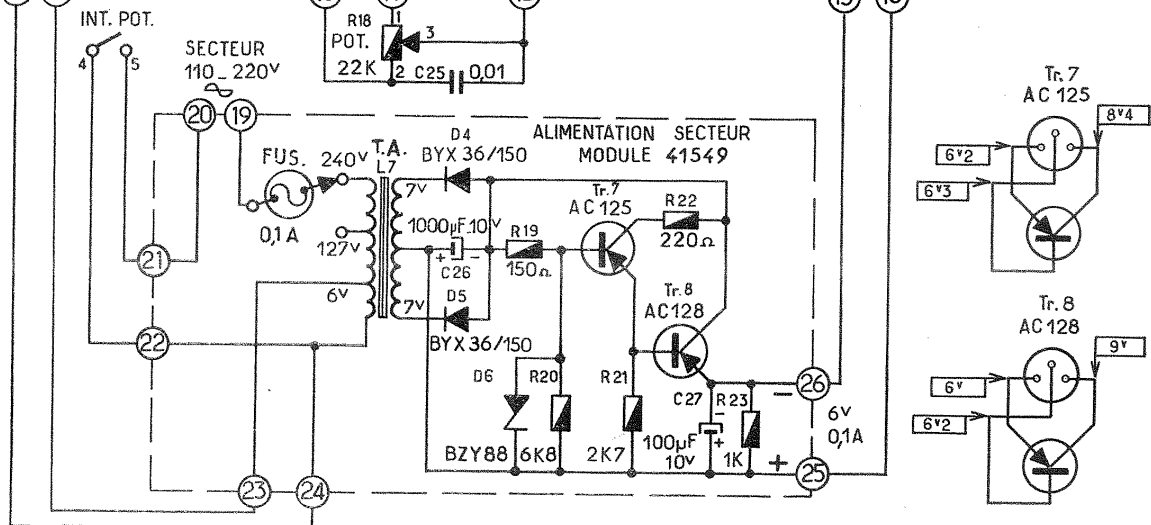 INT. POT.
4
5
SECTEUR
110_220V
20
19
R18
POT.
22K
1
3
2
C25
0,01
FUS.
0,1A
240V
127V
6V
T.A.
L7
7V
7V
D4
BYX 36/150
1000µF_10V
+
-
C26
D5
BYX 36/150
ALIMENTATION SECTEUR
MODULE 41549
R19
150Ω
Tr.7
AC 125
R22
220Ω
Tr.8
AC128
D6
BZY88
R20
6K8
R21
2K7
C27
-
+
100µF
10V
R23
1K
-
26
6V
0,1A
+
25
21
22
23
24
Tr. 7
AC 125
6V2
8V4
6V3
Tr. 8
AC 128
6V
9V
6V2